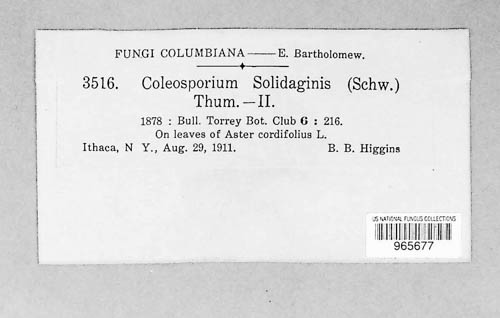 FUNGI COLUMBIANA——E. Bartholomew.
3516. Coleosporium Solidaginis (Schw.)
Thum.—II.
1878 : Bull. Torrey Bot. Club 6 : 216.
On leaves of Aster cordifolius L.
Ithaca, N Y., Aug. 29, 1911. B. B. Higgins
US NATIONAL FUNGUS COLLECTIONS
965677